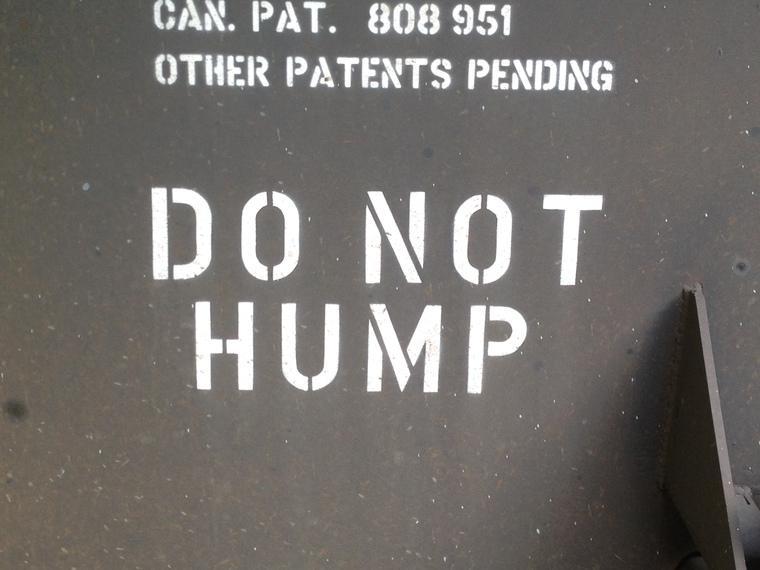 CAN. PAT. 808 951
OTHER PATENTS PENDING
DO NOT
HUMP